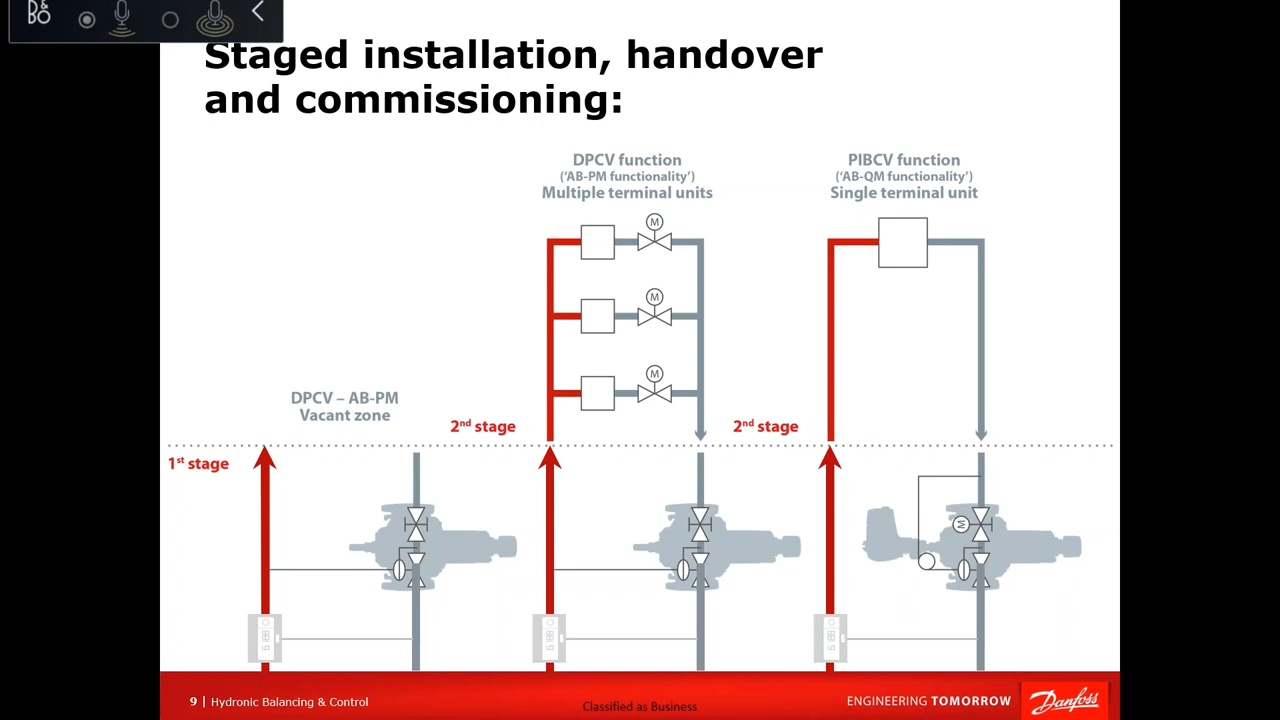 Staged installation, handover
and commissioning:
DPCV function
('AB-PM functionality')
Multiple terminal units
PIBCV function
('AB-QM functionality')
Single terminal unit
M
M
M
DPCV – AB-PM
Vacant zone
2nd stage
2nd stage
1st stage
M
9 | Hydronic Balancing & Control
Classified as Business
ENGINEERING TOMORROW
Danfoss